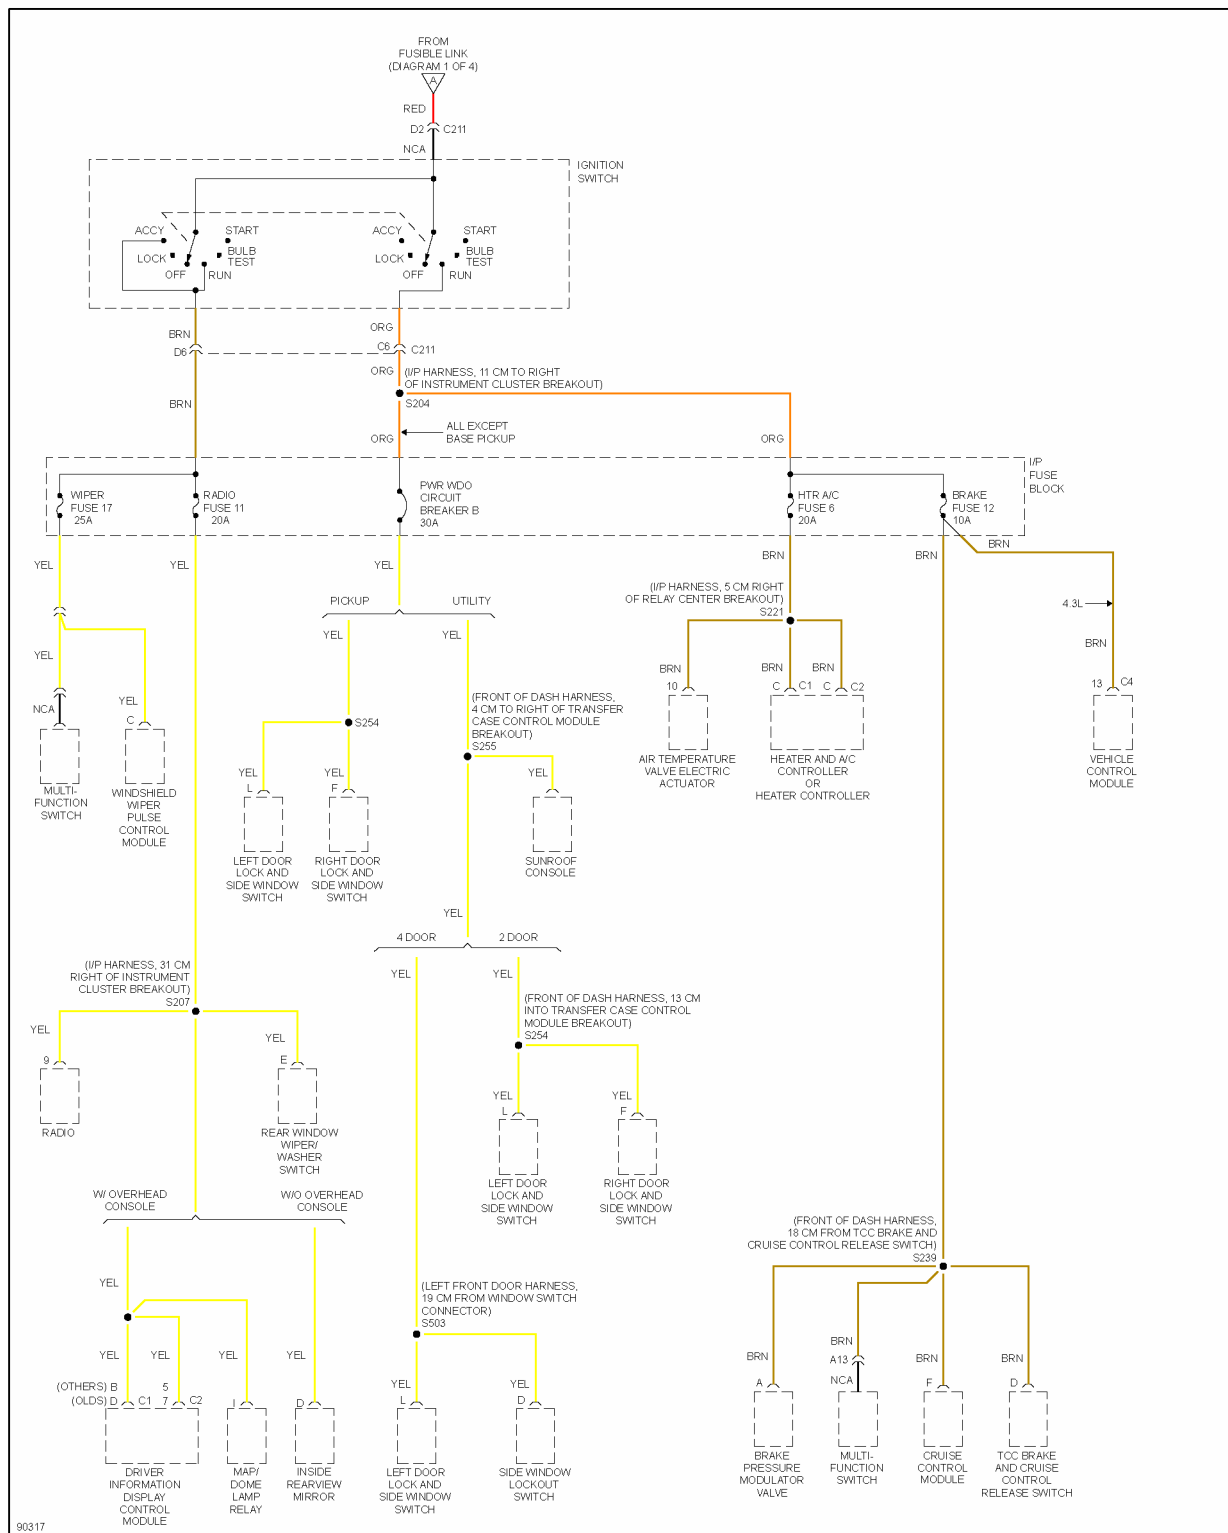 FROM
FUSIBLE LINK
(DIAGRAM 1 OF 4)
A
RED
D2 C211
NCA
IGNITION
SWITCH
ACCY START
LOCK BULB
TEST
OFF RUN
ACCY START
LOCK BULB
TEST
OFF RUN
BRN
D6
ORG
C6 C211
ORG (I/P HARNESS, 11 CM TO RIGHT
OF INSTRUMENT CLUSTER BREAKOUT)
S204
BRN
ALL EXCEPT
BASE PICKUP
ORG
ORG
I/P
FUSE
BLOCK
WIPER
FUSE 17
25A
RADIO
FUSE 11
20A
PWR WDO
CIRCUIT
BREAKER B
30A
HTR A/C
FUSE 6
20A
BRAKE
FUSE 12
10A
YEL
YEL
YEL
BRN
BRN
BRN
(I/P HARNESS, 5 CM RIGHT
OF RELAY CENTER BREAKOUT)
S221
4.3L
PICKUP UTILITY
YEL
YEL
YEL
BRN
BRN
BRN
BRN
YEL
NCA
C
10
C C1
C C2
13 C4
(FRONT OF DASH HARNESS,
4 CM TO RIGHT OF TRANSFER
CASE CONTROL MODULE
BREAKOUT)
S255
S254
YEL
L
YEL
F
YEL
MULTI-
FUNCTION
SWITCH
WINDSHIELD
WIPER
PULSE
CONTROL
MODULE
AIR TEMPERATURE
VALVE ELECTRIC
ACTUATOR
HEATER AND A/C
CONTROLLER
OR
HEATER CONTROLLER
VEHICLE
CONTROL
MODULE
LEFT DOOR
LOCK AND
SIDE WINDOW
SWITCH
RIGHT DOOR
LOCK AND
SIDE WINDOW
SWITCH
SUNROOF
CONSOLE
YEL
4 DOOR 2 DOOR
YEL
YEL
(I/P HARNESS, 31 CM
RIGHT OF INSTRUMENT
CLUSTER BREAKOUT)
S207
(FRONT OF DASH HARNESS, 13 CM
INTO TRANSFER CASE CONTROL
MODULE BREAKOUT)
S254
YEL
9
YEL
E
YEL
L
YEL
F
RADIO
REAR WINDOW
WIPER/
WASHER
SWITCH
LEFT DOOR
LOCK AND
SIDE WINDOW
SWITCH
RIGHT DOOR
LOCK AND
SIDE WINDOW
SWITCH
W/ OVERHEAD
CONSOLE
W/O OVERHEAD
CONSOLE
(FRONT OF DASH HARNESS,
18 CM FROM TCC BRAKE AND
CRUISE CONTROL RELEASE SWITCH)
S239
YEL
(LEFT FRONT DOOR HARNESS,
19 CM FROM WINDOW SWITCH
CONNECTOR)
S503
YEL
YEL
YEL
YEL
YEL
YEL
BRN
BRN
A13
NCA
BRN
BRN
(OTHERS) B 5
(OLDS) D C1 7 C2
I
D
L
D
A
F
D
DRIVER
INFORMATION
DISPLAY
CONTROL
MODULE
MAP/
DOME
LAMP
RELAY
INSIDE
REARVIEW
MIRROR
LEFT DOOR
LOCK AND
SIDE WINDOW
SWITCH
SIDE WINDOW
LOCKOUT
SWITCH
BRAKE
PRESSURE
MODULATOR
VALVE
MULTI-
FUNCTION
SWITCH
CRUISE
CONTROL
MODULE
TCC BRAKE
AND CRUISE
CONTROL
RELEASE SWITCH
90317